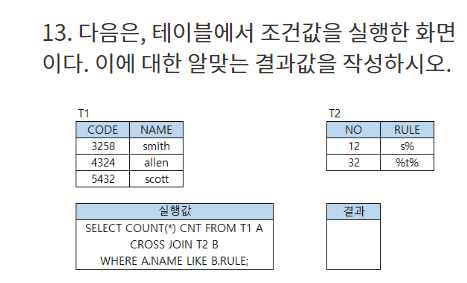 13. 다음은, 테이블에서 조건값을 실행한 화면
이다. 이에 대한 알맞는 결과값을 작성하시오.
T1
CODE NAME
3258 smith
4324 allen
5432 scott
T2
NO RULE
12 s%
32 %t%
실행값
SELECT COUNT(*) CNT FROM T1 A
CROSS JOIN T2 B
WHERE A.NAME LIKE B.RULE;
결과